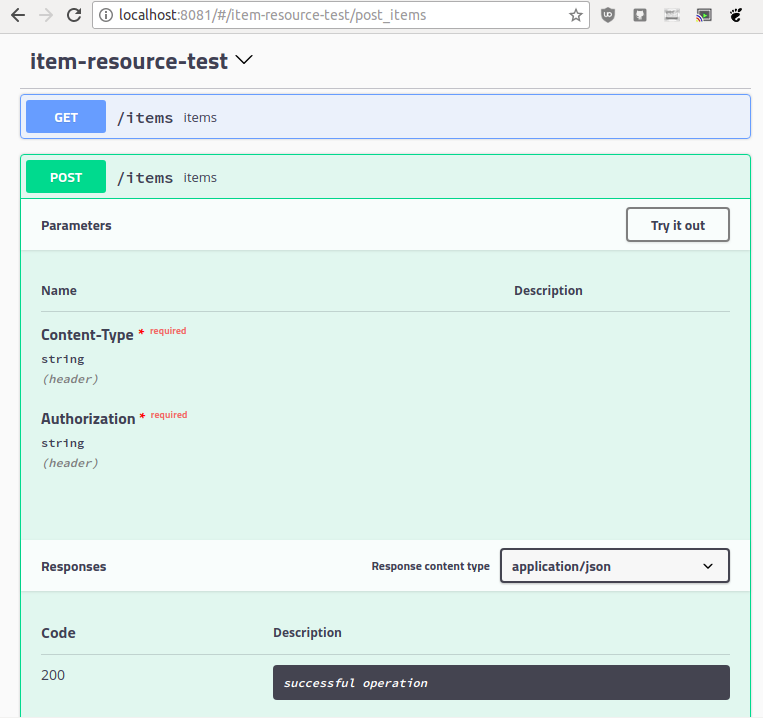 localhost:8081/#/item-resource-test/post_items
item-resource-test
GET /items items
POST /items items
Parameters Try it out
Name Description
Content-Type * required
string
(header)
Authorization * required
string
(header)
Responses Response content type application/json
Code Description
200 successful operation